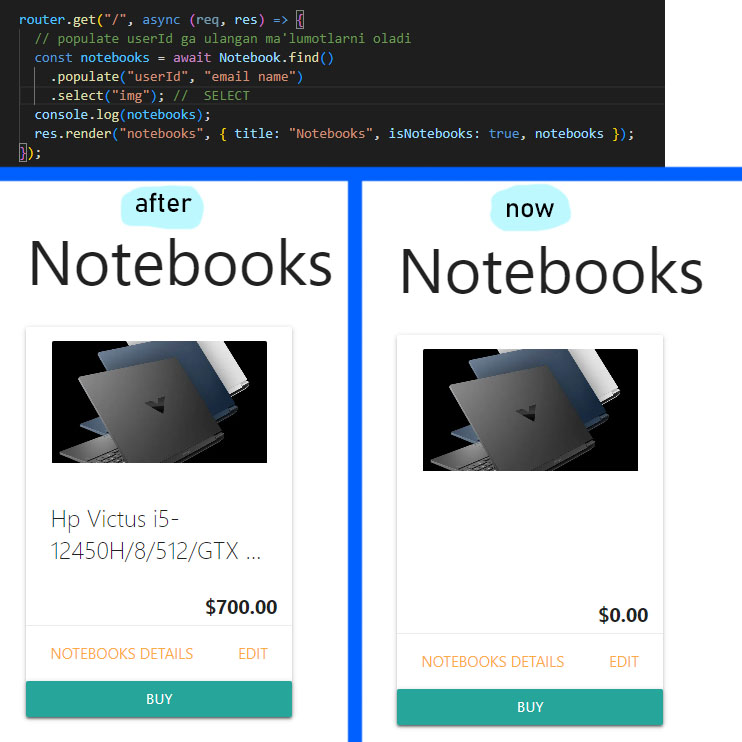 router.get("/", async (req, res) => {
// populate userId ga ulangan ma'lumotlarni oladi
const notebooks = await Notebook.find()
.populate("userId", "email name")
.select("img"); //  SELECT
console.log(notebooks);
res.render("notebooks", { title: "Notebooks", isNotebooks: true, notebooks });
});
after
Notebooks
Hp Victus i5-
12450H/8/512/GTX ...
$700.00
NOTEBOOKS DETAILS EDIT
BUY
now
Notebooks
$0.00
NOTEBOOKS DETAILS EDIT
BUY